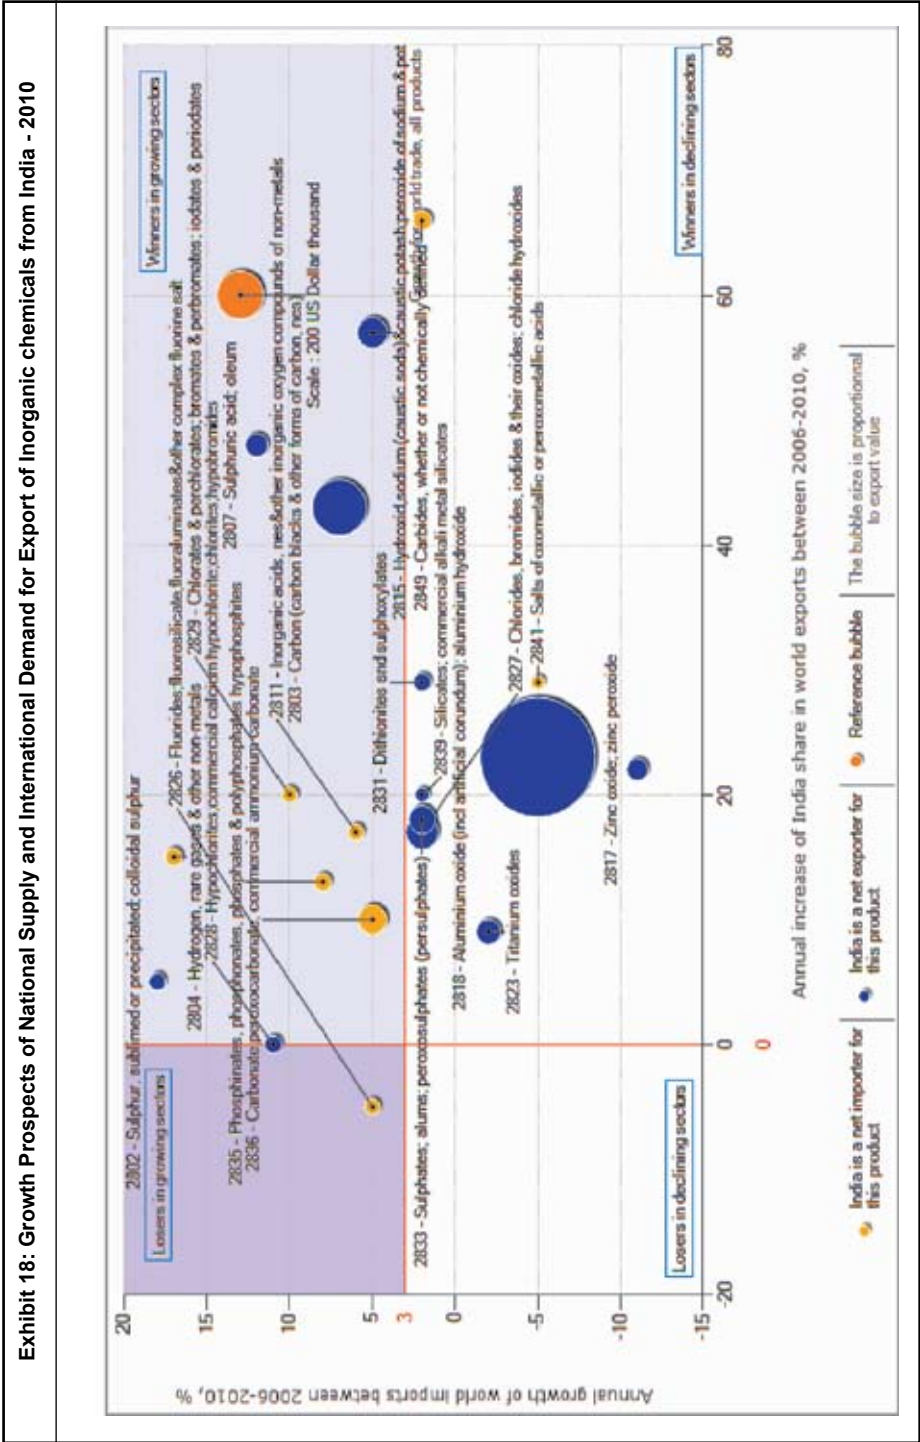 Exhibit 18: Growth Prospects of National Supply and International Demand for Export of Inorganic chemicals from India - 2010
Annual growth of world imports between 2006-2010, %
20
15
10
5
3
0
-5
-10
-15
Losers in growing sectors
Winners in growing sectors
2802 - Sulphur, sublimed or precipitated; colloidal sulphur
2826 - Fluorides;fluorosilicate,fluoraluminates&other complex fluorine salt
2804 - Hydrogen, rare gases & other non-metals
2829 - Chlorates & perchlorates; bromates & perbromates; iodates & periodates
2828 - Hypochlorites;commercial calcium hypochlorite;chlorites;hypobromides
2807 - Sulphuric acid; oleum
2835 - Phosphinates, phosphonates, phosphates & polyphosphates hypophosphites
2836 - Carbonate;peroxocarbonate; commercial ammonium carbonate
2811 - Inorganic acids, nes&other inorganic oxygen compounds of non-metals
2803 - Carbon (carbon blacks & other forms of carbon, nes)
Scale : 200 US Dollar thousand
2831 - Dithionites and sulphoxylates
2815 - Hydroxid,sodium (caustic soda)&caustic potash;peroxide of sodium & pot
2849 - Carbides, whether or not chemically defined
world trade, all products
2833 - Sulphates; alums; peroxosulphates (persulphates)
2839 - Silicates; commercial alkali metal silicates
2818 - Aluminium oxide (incl artificial corundum); aluminium hydroxide
2827 - Chlorides, bromides, iodides & their oxides; chloride hydroxides
2841 - Salts of oxometallic or peroxometallic acids
2823 - Titanium oxides
2817 - Zinc oxide; zinc peroxide
Losers in declining sectors
Winners in declining sectors
-20
0
20
40
60
80
0
Annual increase of India share in world exports between 2006-2010, %
India is a net importer for
this product
India is a net exporter for
this product
Reference bubble
The bubble size is proportionnal
to export value